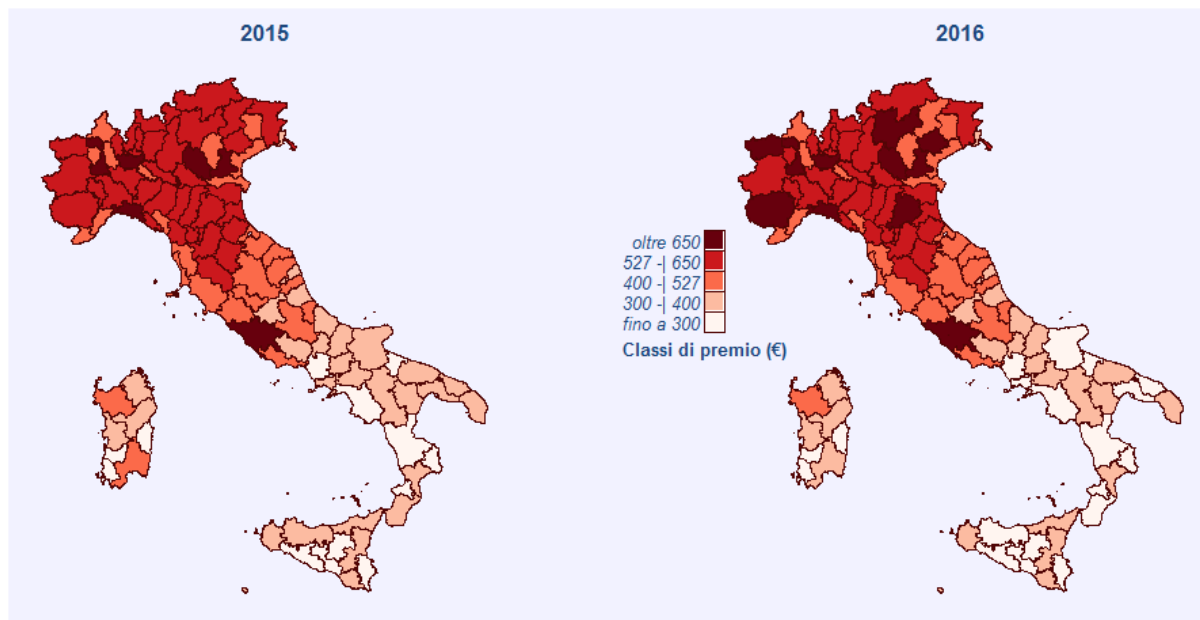 2015
2016
oltre 650
527 -| 650
400 -| 527
300 -| 400
fino a 300
Classi di premio (€)